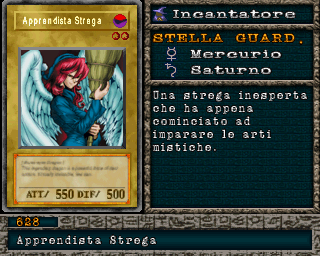 Apprendista Strega
ATT/ 550 DIF/ 500
Incantatore
STELLA GUARD.
Mercurio
Saturno
Una strega inesperta
che ha appena
cominciato ad
imparare le arti
mistiche.
628
Apprendista Strega